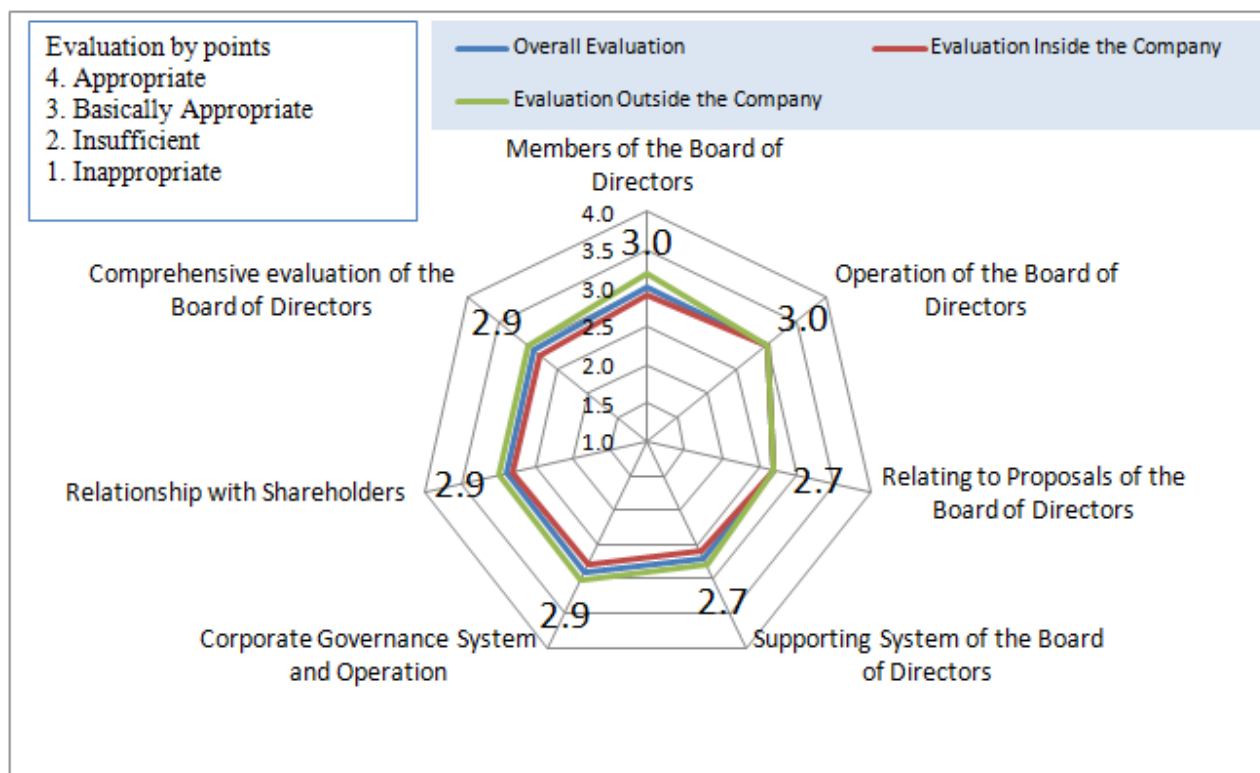 Evaluation by points
4. Appropriate
3. Basically Appropriate
2. Insufficient
1. Inappropriate
Overall Evaluation
Evaluation Inside the Company
Evaluation Outside the Company
Members of the Board of
Directors
4.0
3.5
3.0
2.5
2.0
1.5
1.0
3.0
Operation of the Board of
Directors
3.0
Relating to Proposals of the
Board of Directors
2.7
Supporting System of the Board
of Directors
2.7
Corporate Governance System
and Operation
2.9
Relationship with Shareholders
2.9
Comprehensive evaluation of the
Board of Directors
2.9